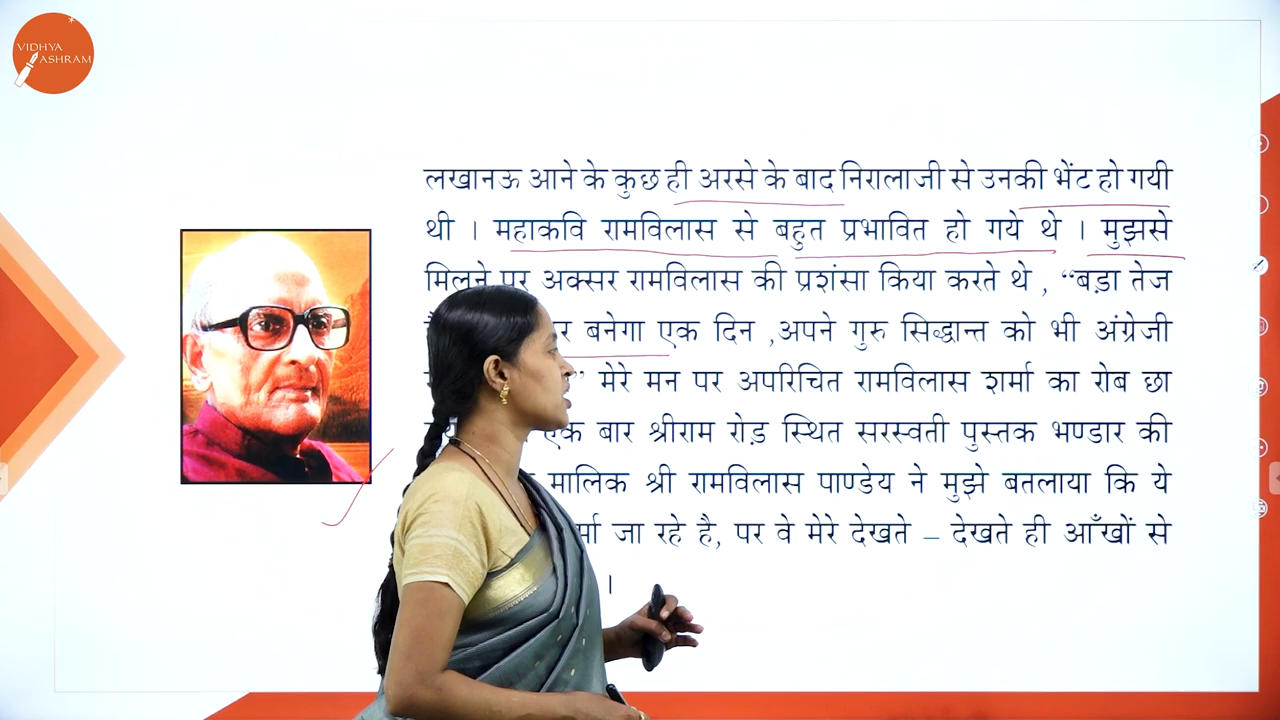 VIDHYA
ASHRAM
लखानऊ आने के कुछ ही अरसे के बाद निरालाजी से उनकी भेंट हो गयी
थी । महाकवि रामविलास से बहुत प्रभावित हो गये थे । मुझसे
मिलने पर अक्सर रामविलास की प्रशंसा किया करते थे , “बड़ा तेज
बनेगा एक दिन ,अपने गुरु सिद्धान्त को भी अंग्रेजी
” मेरे मन पर अपरिचित रामविलास शर्मा का रोब छा
एक बार श्रीराम रोड़ स्थित सरस्वती पुस्तक भण्डार की
मालिक श्री रामविलास पाण्डेय ने मुझे बतलाया कि ये
जा रहे है, पर वे मेरे देखते – देखते ही आँखों से
।